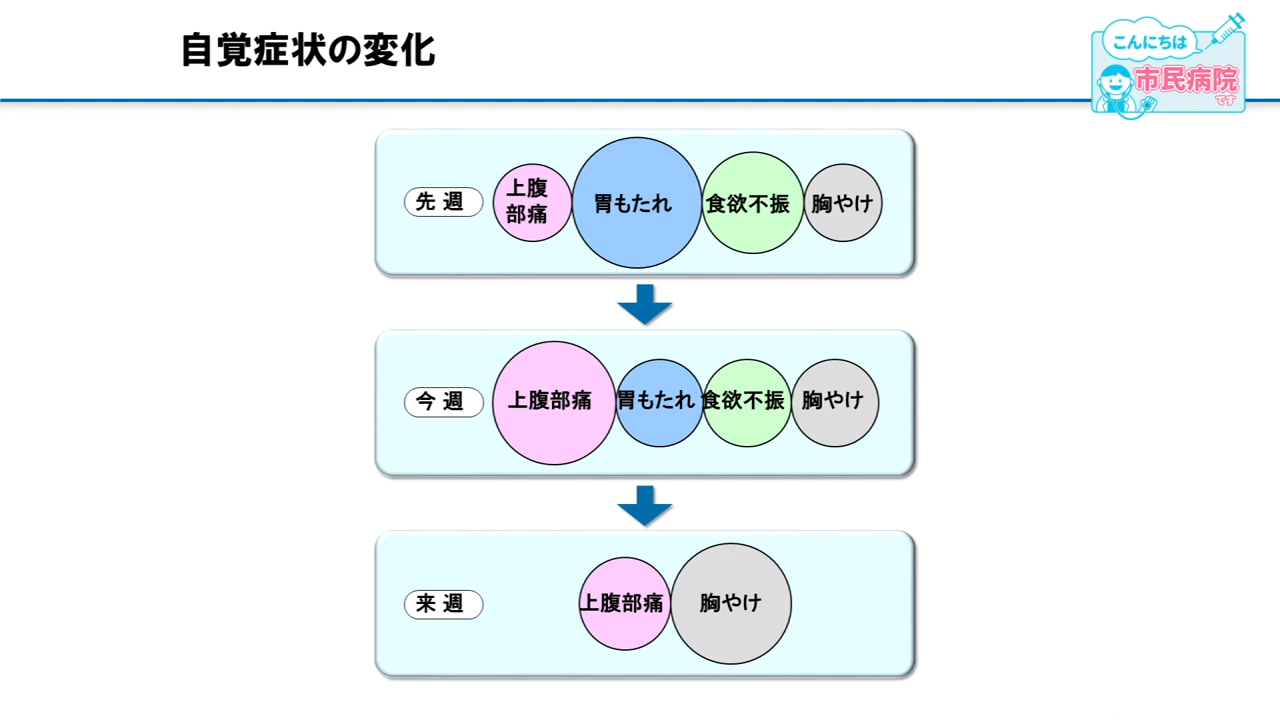 自覚症状の変化
こんにちは
市民病院
です
先週
上腹
部痛
胃もたれ
食欲不振
胸やけ
今週
上腹部痛
胃もたれ
食欲不振
胸やけ
来週
上腹部痛
胸やけ